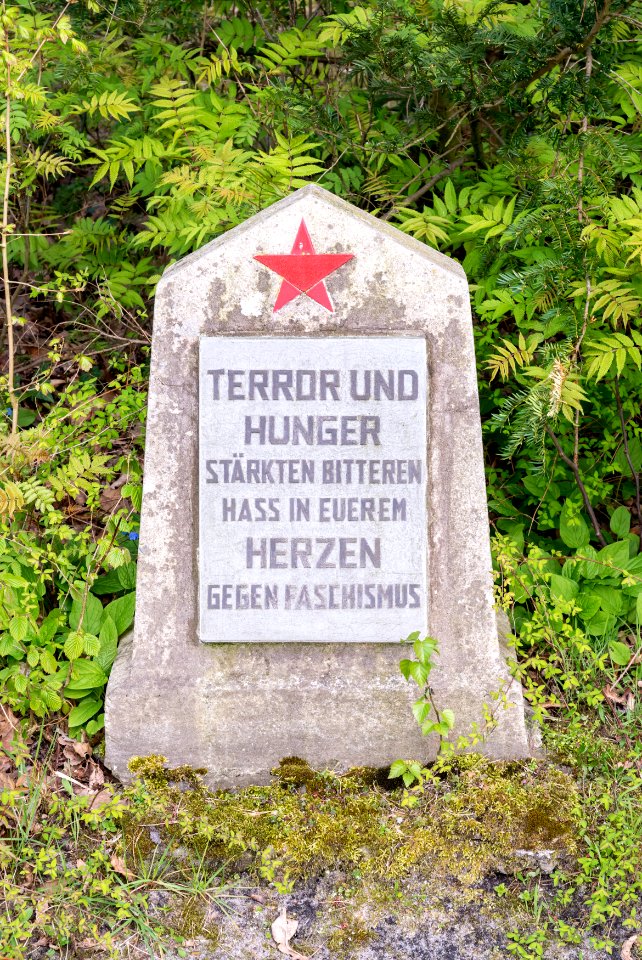 TERROR UND
HUNGER
STÄRKTEN BITTEREN
HASS IN EUEREM
HERZEN
GEGEN FASCHISMUS